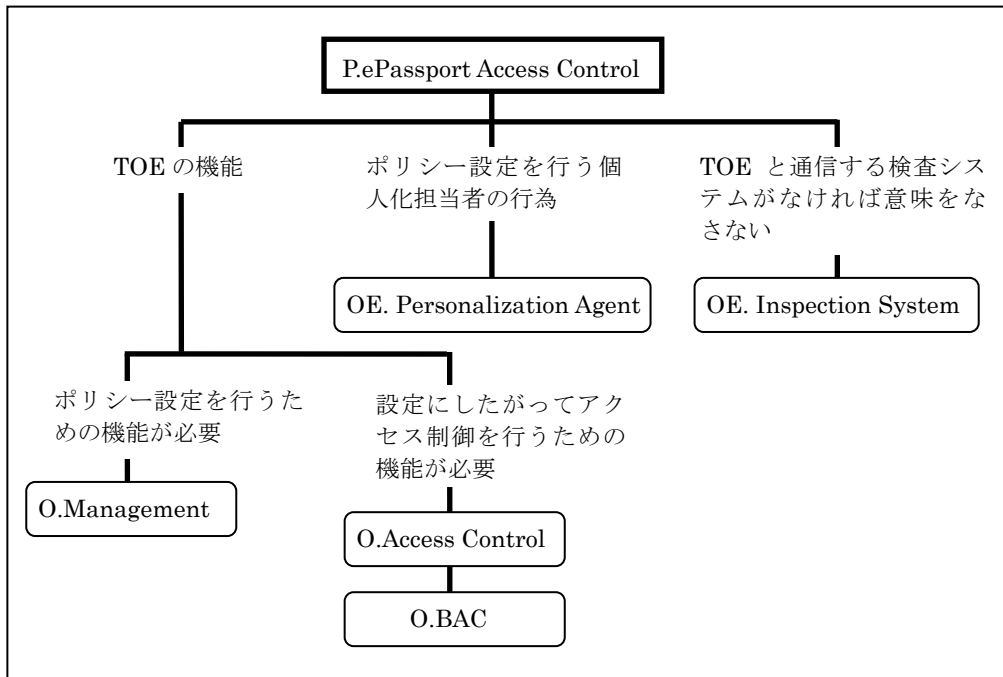 P.ePassport Access Control
TOE の機能
ポリシー設定を行う個
人化担当者の行為
TOE と通信する検査シス
テムがなければ意味をな
さない
OE. Personalization Agent
OE. Inspection System
ポリシー設定を行うた
めの機能が必要
設定にしたがってアク
セス制御を行うための
機能が必要
O.Management
O.Access Control
O.BAC